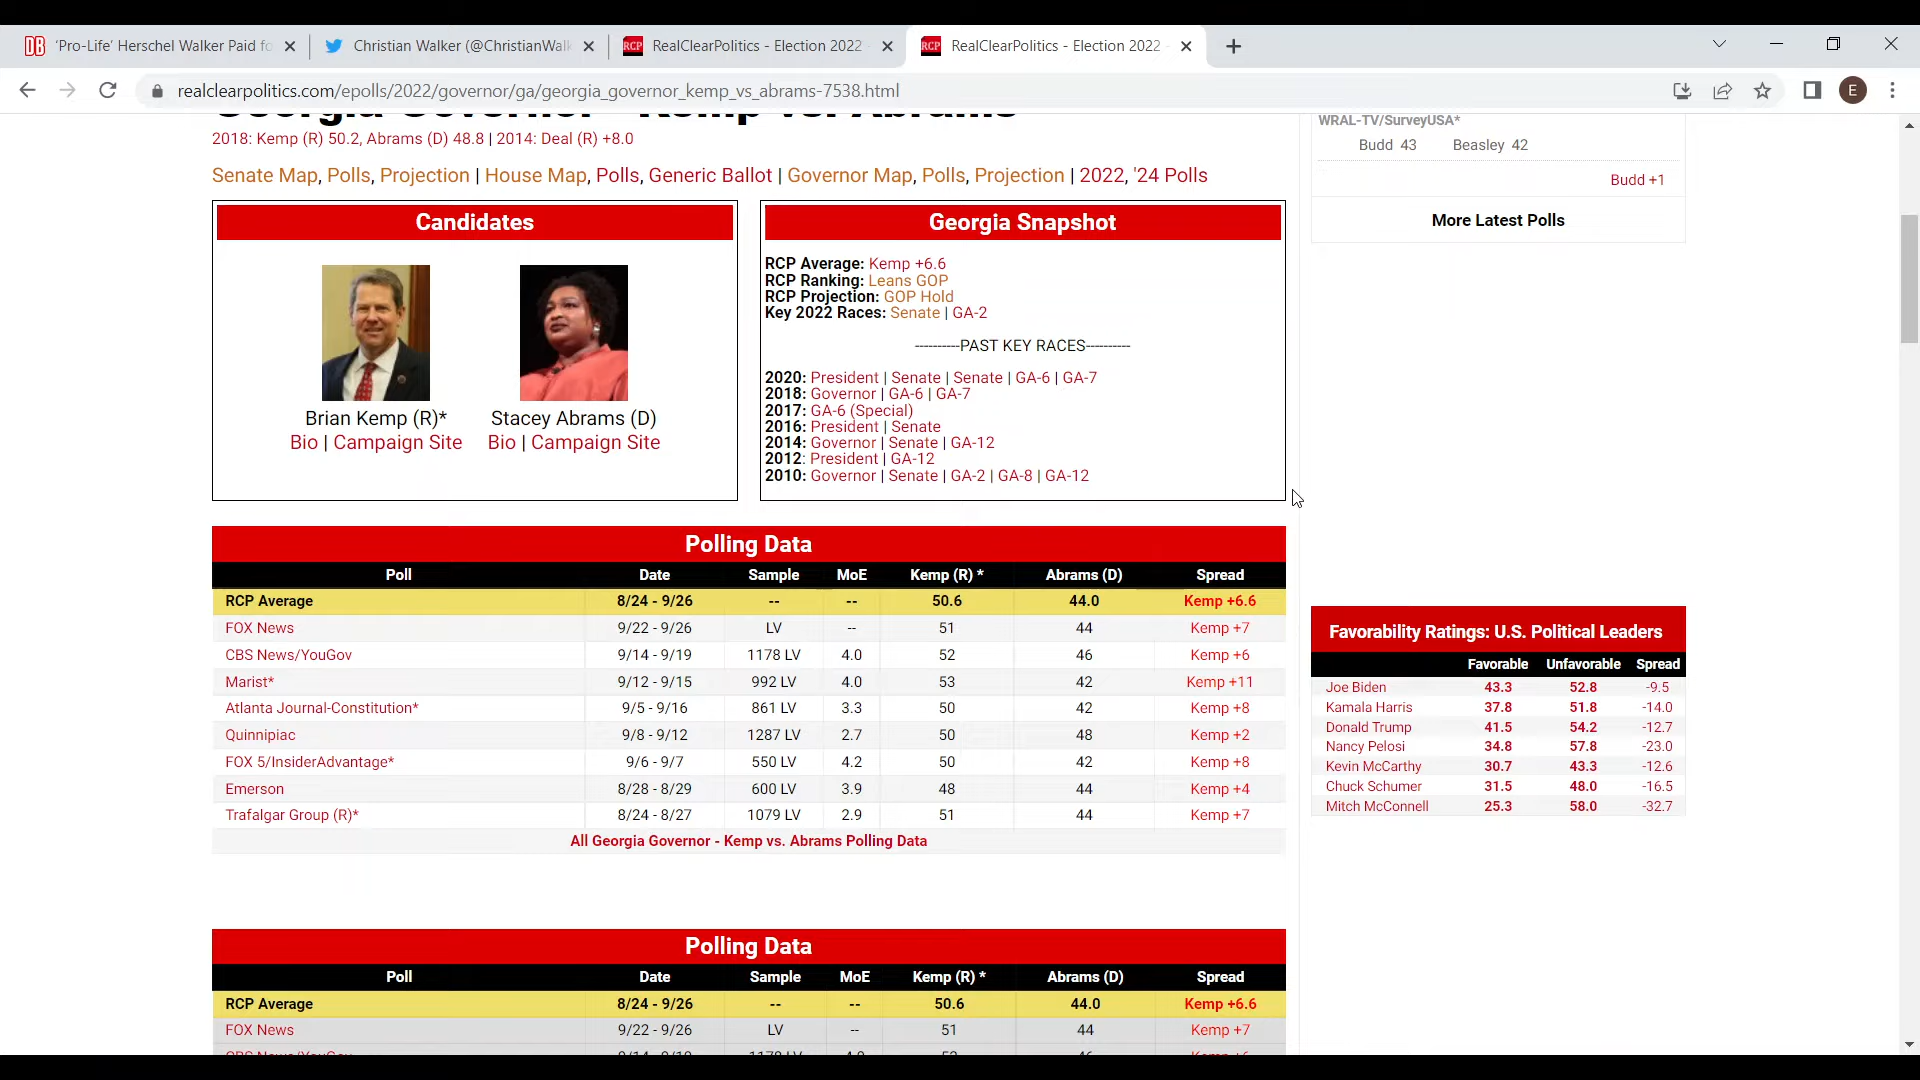 'Pro-Life' Herschel Walker Paid fo
Christian Walker (@ChristianWalk
RCP RealClearPolitics - Election 2022 -
RCP RealClearPolitics - Election 2022 -
realclearpolitics.com/epolls/2022/governor/ga/georgia_governor_kemp_vs_abrams-7538.html
E
Georgia Governor - Kemp vs. Abrams
2018: Kemp (R) 50.2, Abrams (D) 48.8 | 2014: Deal (R) +8.0
Senate Map, Polls, Projection | House Map, Polls, Generic Ballot | Governor Map, Polls, Projection | 2022, '24 Polls
Candidates
Brian Kemp (R)* Stacey Abrams (D)
Bio | Campaign Site Bio | Campaign Site
Georgia Snapshot
RCP Average: Kemp +6.6
RCP Ranking: Leans GOP
RCP Projection: GOP Hold
Key 2022 Races: Senate | GA-2
----------PAST KEY RACES----------
2020: President | Senate | Senate | GA-6 | GA-7
2018: Governor | GA-6 | GA-7
2017: GA-6 (Special)
2016: President | Senate
2014: Governor | Senate | GA-12
2012: President | GA-12
2010: Governor | Senate | GA-2 | GA-8 | GA-12
Polling Data
Poll Date Sample MoE Kemp (R) * Abrams (D) Spread
RCP Average 8/24 - 9/26 -- -- 50.6 44.0 Kemp +6.6
FOX News 9/22 - 9/26 LV -- 51 44 Kemp +7
CBS News/YouGov 9/14 - 9/19 1178 LV 4.0 52 46 Kemp +6
Marist* 9/12 - 9/15 992 LV 4.0 53 42 Kemp +11
Atlanta Journal-Constitution* 9/5 - 9/16 861 LV 3.3 50 42 Kemp +8
Quinnipiac 9/8 - 9/12 1287 LV 2.7 50 48 Kemp +2
FOX 5/InsiderAdvantage* 9/6 - 9/7 550 LV 4.2 50 42 Kemp +8
Emerson 8/28 - 8/29 600 LV 3.9 48 44 Kemp +4
Trafalgar Group (R)* 8/24 - 8/27 1079 LV 2.9 51 44 Kemp +7
All Georgia Governor - Kemp vs. Abrams Polling Data
Polling Data
Poll Date Sample MoE Kemp (R) * Abrams (D) Spread
RCP Average 8/24 - 9/26 -- -- 50.6 44.0 Kemp +6.6
FOX News 9/22 - 9/26 LV -- 51 44 Kemp +7
WRAL-TV/SurveyUSA*
Budd 43 Beasley 42
Budd +1
More Latest Polls
Favorability Ratings: U.S. Political Leaders
Favorable Unfavorable Spread
Joe Biden 43.3 52.8 -9.5
Kamala Harris 37.8 51.8 -14.0
Donald Trump 41.5 54.2 -12.7
Nancy Pelosi 34.8 57.8 -23.0
Kevin McCarthy 30.7 43.3 -12.6
Chuck Schumer 31.5 48.0 -16.5
Mitch McConnell 25.3 58.0 -32.7